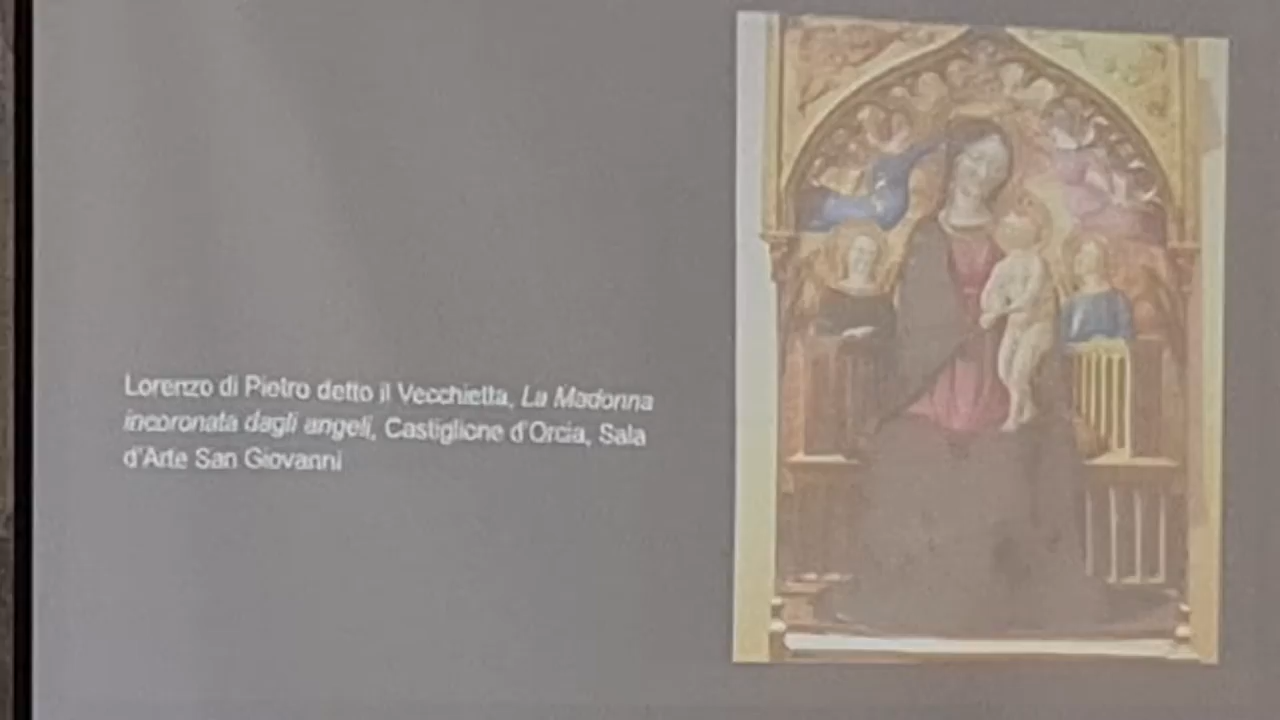 Lorenzo di Pietro detto il Vecchietta, La Madonna
incoronata dagli angeli, Castiglione d'Orcia, Sala
d'Arte San Giovanni